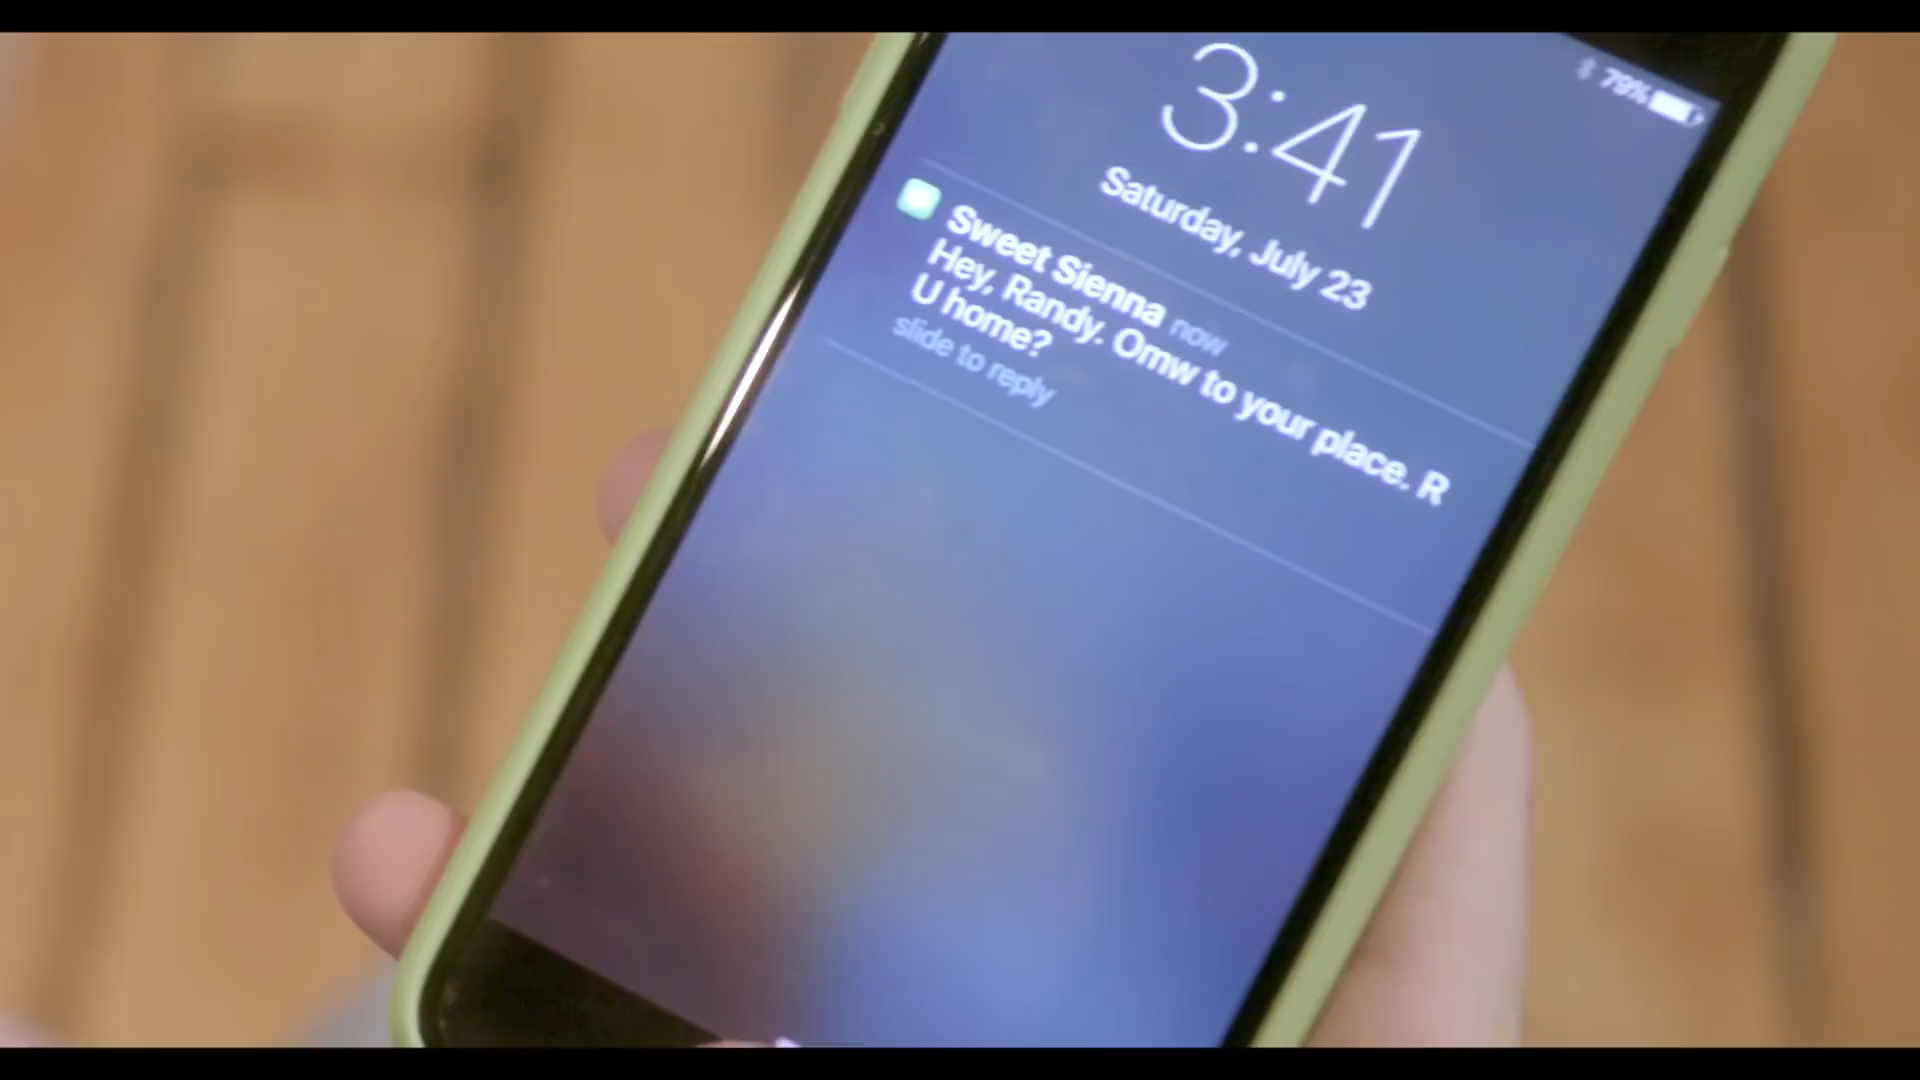 79%
3:41
Saturday, July 23
Sweet Sienna now
Hey, Randy. Omw to your place. R
U home?
slide to reply